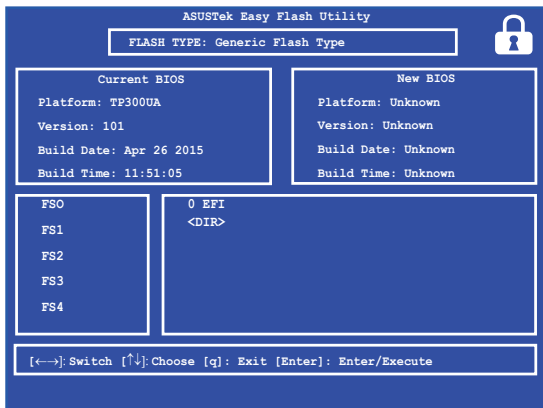 ASUSTek Easy Flash Utility
FLASH TYPE: Generic Flash Type
Current BIOS
Platform: TP300UA
Version: 101
Build Date: Apr 26 2015
Build Time: 11:51:05
New BIOS
Platform: Unknown
Version: Unknown
Build Date: Unknown
Build Time: Unknown
FSO
FS1
FS2
FS3
FS4
0 EFI
<DIR>
[←→]: Switch [↑↓]: Choose [q]: Exit [Enter]: Enter/Execute